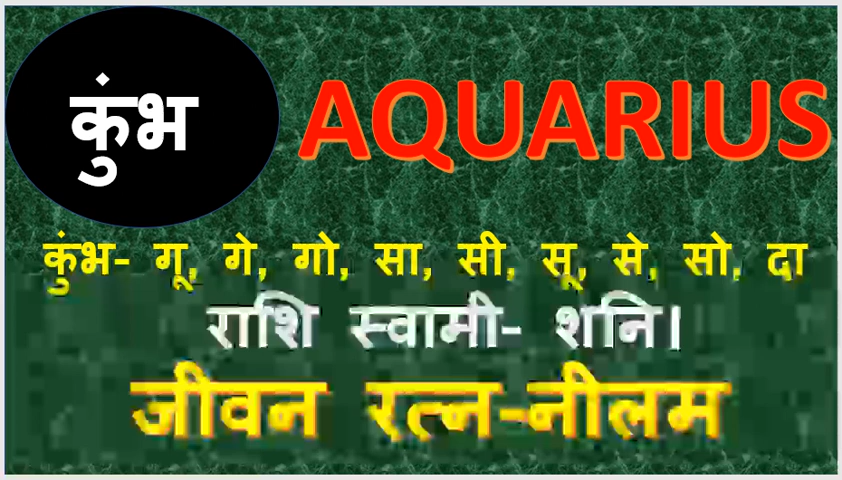 कुंभ
AQUARIUS
कुंभ- गू, गे, गो, सा, सी, सू, से, सो, दा
राशि स्वामी- शनि।
जीवन रत्न-नीलम